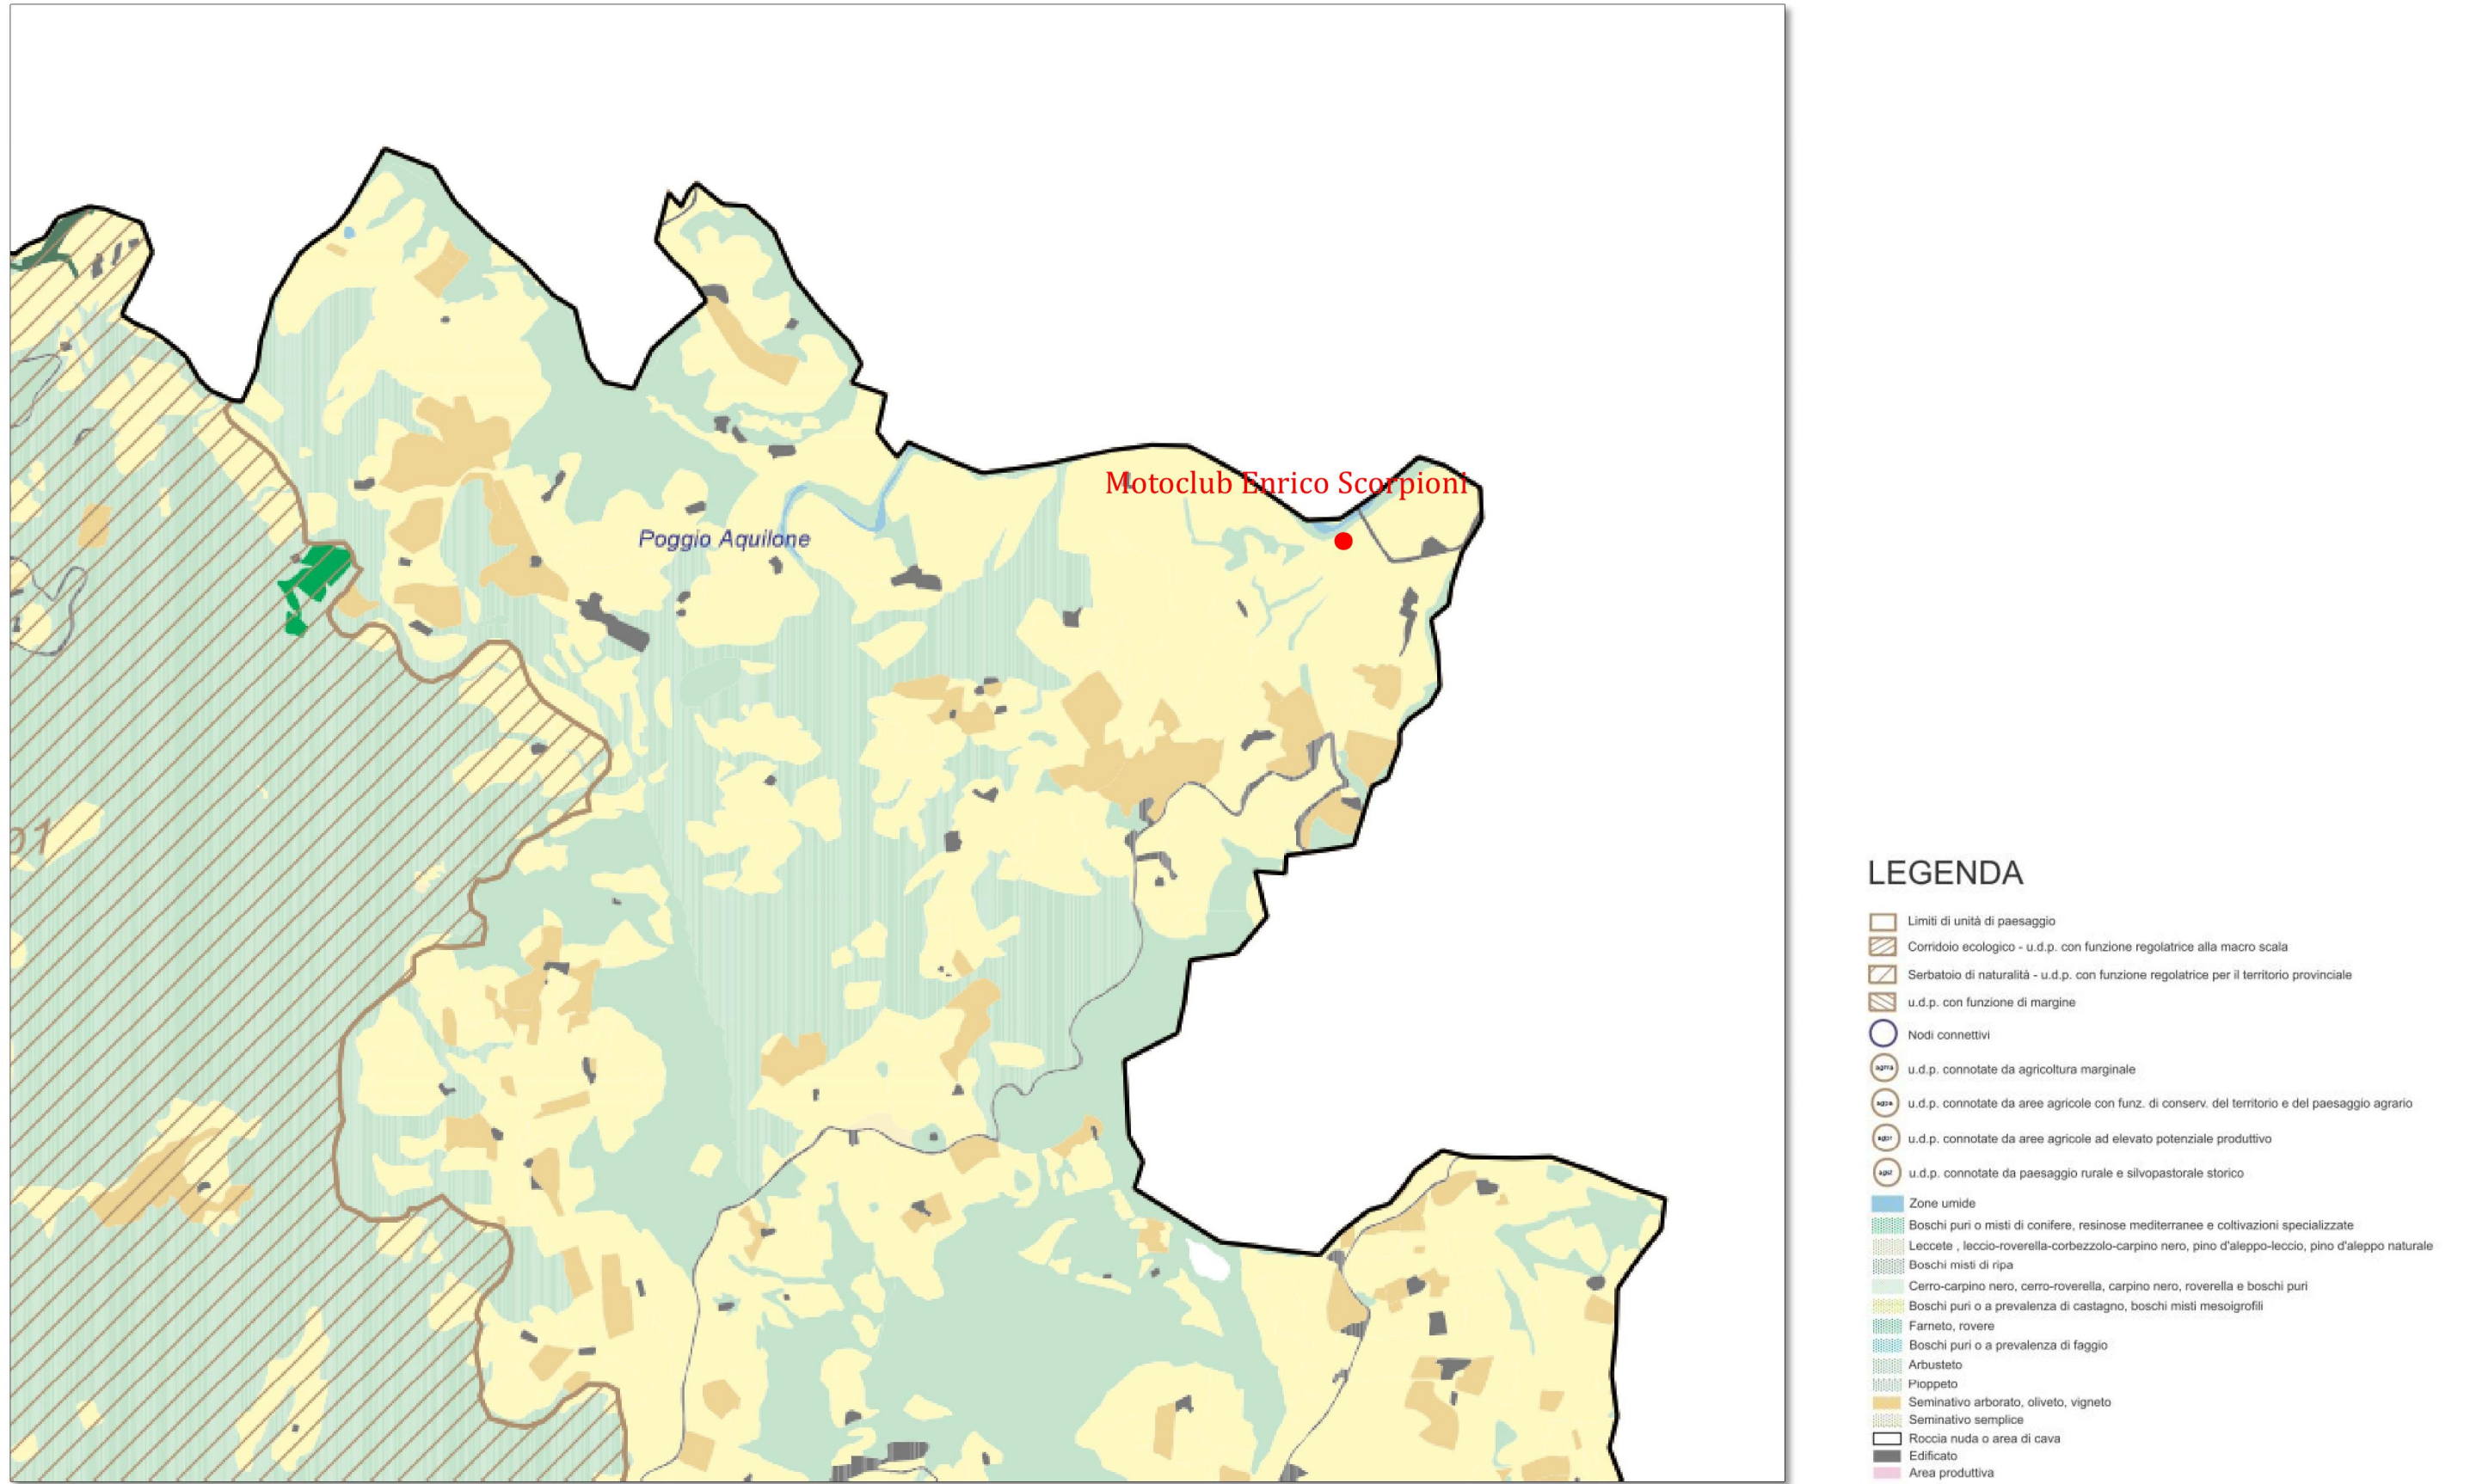 Motoclub Enrico Scorpioni
Poggio Aquilone
LEGENDA
Limiti di unità di paesaggio
Corridoio ecologico - u.d.p. con funzione regolatrice alla macro scala
Serbatoio di naturalità - u.d.p. con funzione regolatrice per il territorio provinciale
u.d.p. con funzione di margine
Nodi connettivi
u.d.p. connotate da agricoltura marginale
u.d.p. connotate da aree agricole con funz. di conserv. del territorio e del paesaggio agrario
u.d.p. connotate da aree agricole ad elevato potenziale produttivo
u.d.p. connotate da paesaggio rurale e silvopastorale storico
Zone umide
Boschi puri o misti di conifere, resinose mediterranee e coltivazioni specializzate
Leccete , leccio-roverella-corbezzolo-carpino nero, pino d'aleppo-leccio, pino d'aleppo naturale
Boschi misti di ripa
Cerro-carpino nero, cerro-roverella, carpino nero, roverella e boschi puri
Boschi puri o a prevalenza di castagno, boschi misti mesoigrofili
Farneto, rovere
Boschi puri o a prevalenza di faggio
Arbusteto
Pioppeto
Seminativo arborato, oliveto, vigneto
Seminativo semplice
Roccia nuda o area di cava
Edificato
Area produttiva